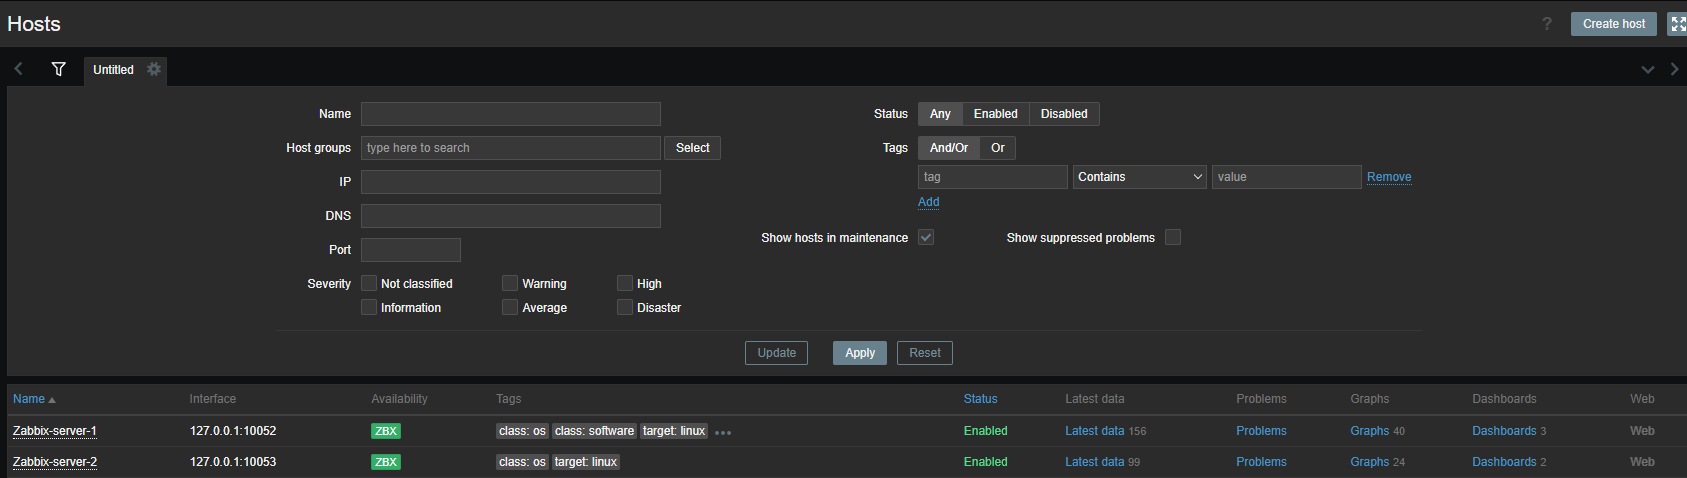 Hosts ? Create host
Untitled
Name Status Any Enabled Disabled
Host groups type here to search Select Tags And/Or Or
IP tag Contains value Remove
Add
DNS
Port Show hosts in maintenance Show suppressed problems
Severity Not classified Warning High
Information Average Disaster
Update Apply Reset
Name Interface Availability Tags Status Latest data Problems Graphs Dashboards Web
Zabbix-server-1 127.0.0.1:10052 ZBX class: os class: software target: linux ••• Enabled Latest data 156 Problems Graphs 40 Dashboards 3 Web
Zabbix-server-2 127.0.0.1:10053 ZBX class: os target: linux Enabled Latest data 99 Problems Graphs 24 Dashboards 2 Web